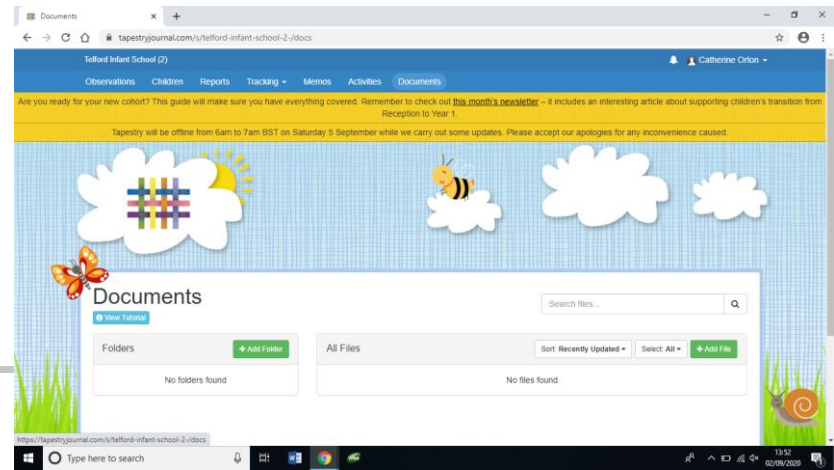 Documents × +
tapestryjournal.com/s/telford-infant-school-2-/docs
Telford Infant School (2) Catherine Orton
Observations Children Reports Tracking Memos Activities Documents
Are you ready for your new cohort? This guide will make sure you have everything covered. Remember to check out this month's newsletter – it includes an interesting article about supporting children's transition from
Reception to Year 1.
Tapestry will be offline from 6am to 7am BST on Saturday 5 September while we carry out some updates. Please accept our apologies for any inconvenience caused.
Documents
View Tutorial
Search files...
Folders + Add Folder
No folders found
All Files Sort: Recently Updated Select: All + Add File
No files found
https://tapestryjournal.com/s/telford-infant-school-2-/docs
Type here to search
13:52
02/09/2020